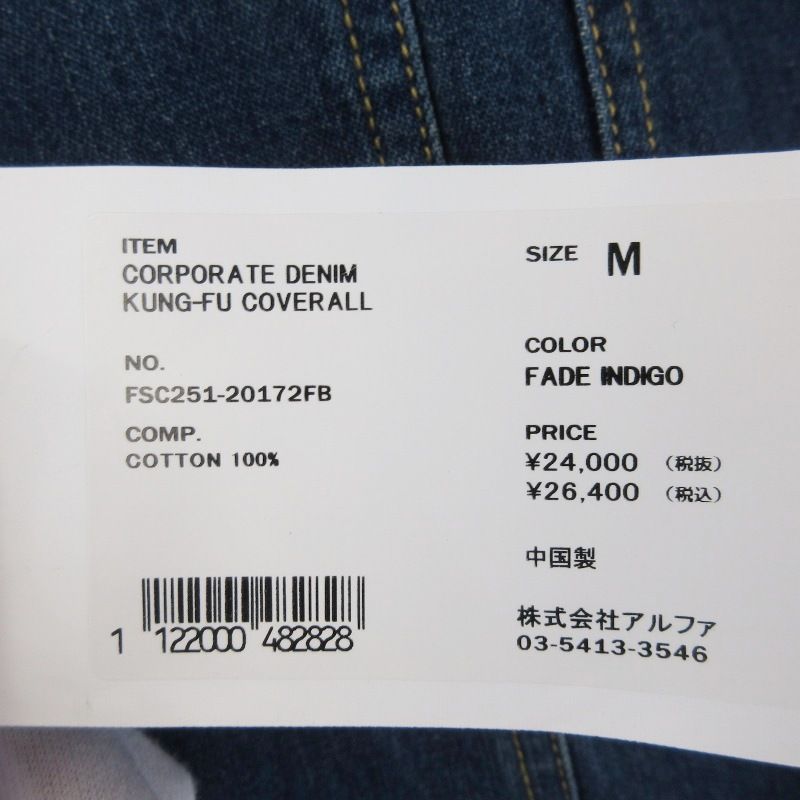 ITEM
CORPORATE DENIM
KUNG-FU COVERALL
NO.
FSC251-20172FB
COMP.
COTTON 100%
1 122000 482828
SIZE M
COLOR
FADE INDIGO
PRICE
¥24,000 (税抜)
¥26,400 (税込)
中国製
株式会社アルファ
03-5413-3546